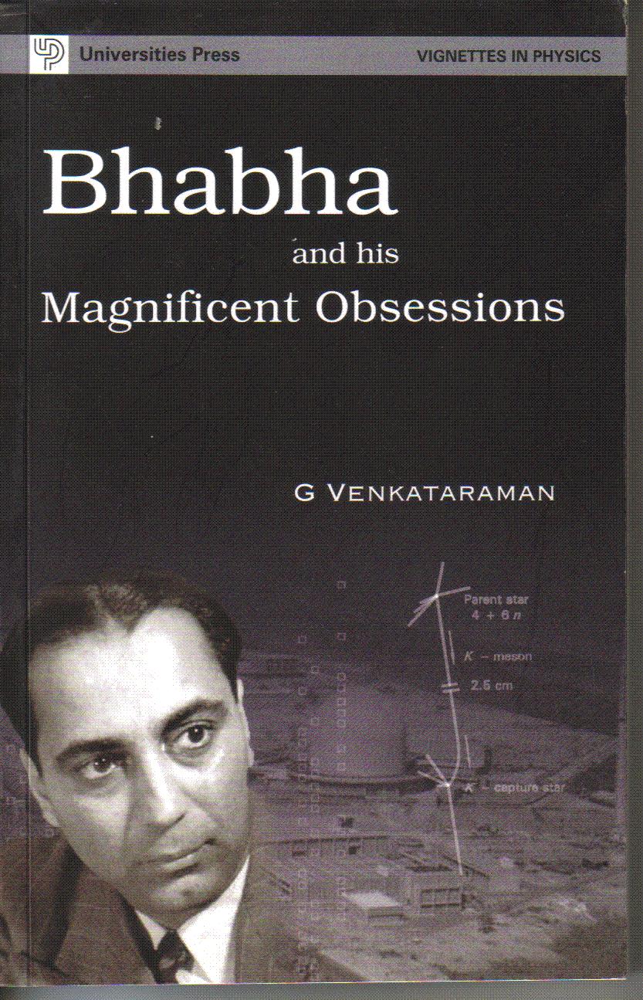 UP Universities Press
VIGNETTES IN PHYSICS
Bhabha
and his
Magnificent Obsessions
G VENKATARAMAN
Parent star
4 + 6 n
K⁻ – meson
2.5 cm
K⁻ – capture star